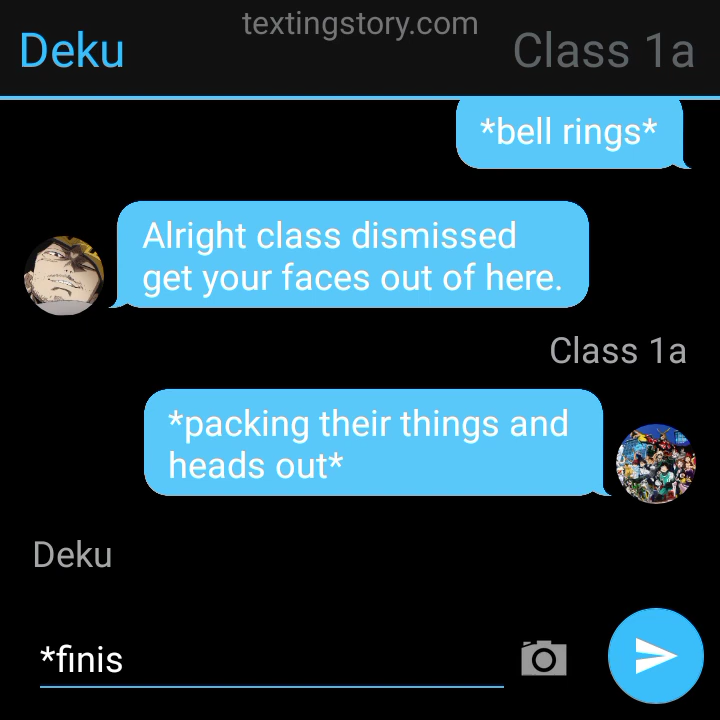 textingstory.com
Deku Class 1a
*bell rings*
Alright class dismissed
get your faces out of here.
Class 1a
*packing their things and
heads out*
Deku
*finis